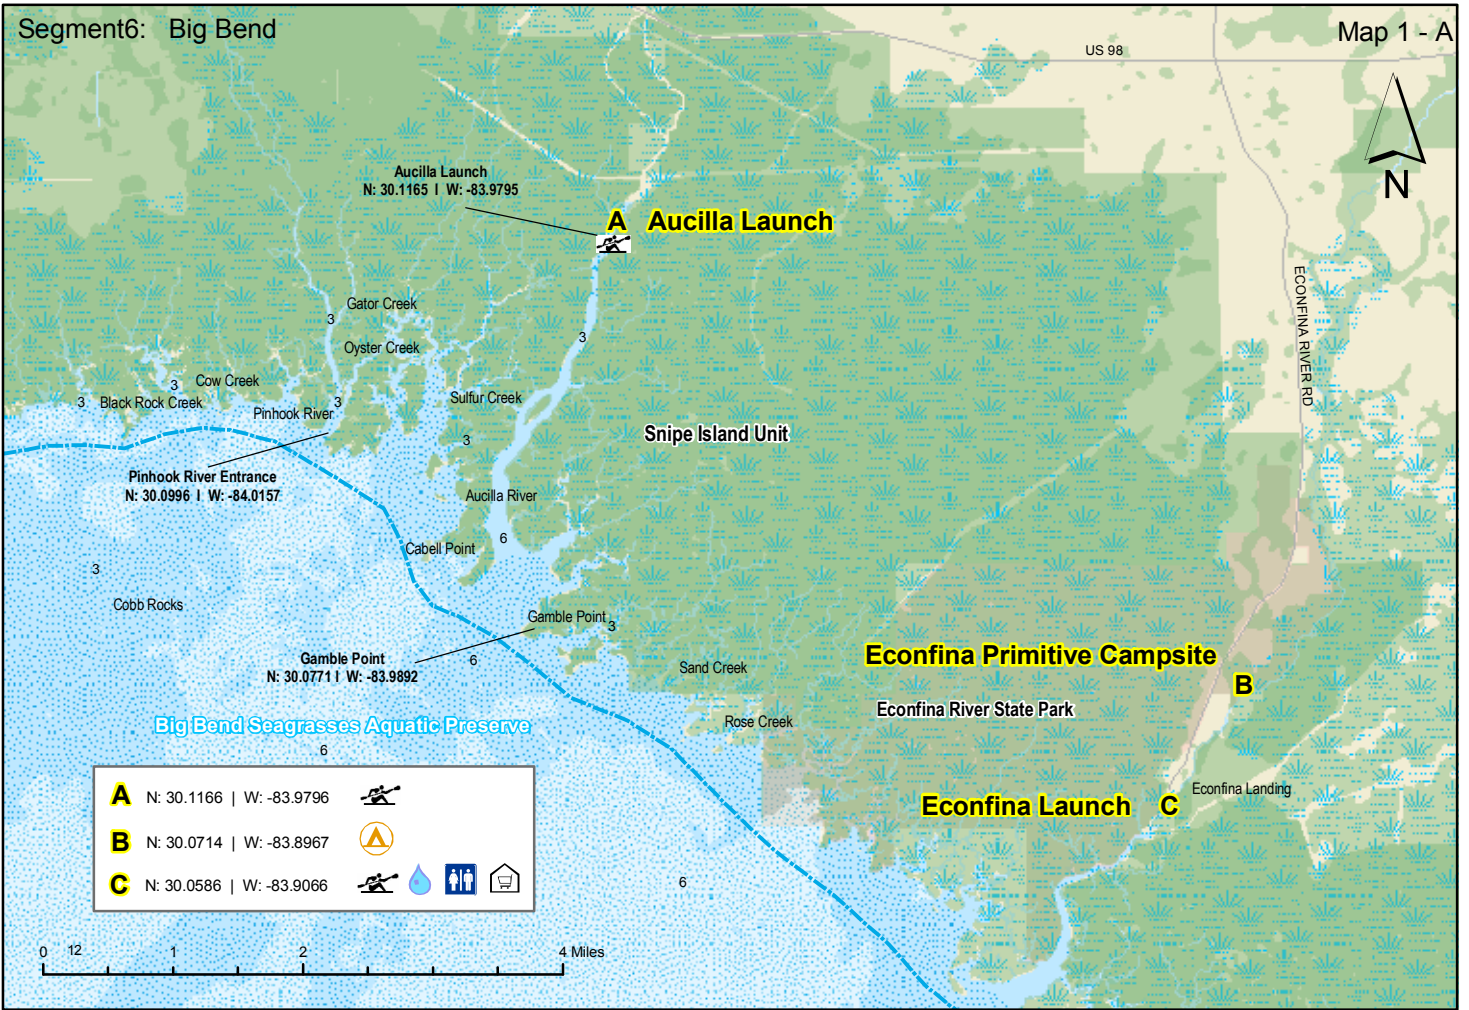 Segment6: Big Bend
Map 1 - A
US 98
N
Aucilla Launch
N: 30.1165 I W: -83.9795
A Aucilla Launch
ECONFINA RIVER RD
Gator Creek
3
Oyster Creek
3
Cow Creek
3
Black Rock Creek
3
Pinhook River
3
Sulfur Creek
3
Snipe Island Unit
Pinhook River Entrance
N: 30.0996 I W: -84.0157
Aucilla River
6
Cabell Point
3
Cobb Rocks
Gamble Point
3
Gamble Point
N: 30.0771 I W: -83.9892
6
Sand Creek
Econfina Primitive Campsite
B
Rose Creek
Econfina River State Park
Big Bend Seagrasses Aquatic Preserve
6
Econfina Landing
Econfina Launch C
A N: 30.1166 | W: -83.9796
B N: 30.0714 | W: -83.8967
C N: 30.0586 | W: -83.9066
6
12
0 1 2 4 Miles